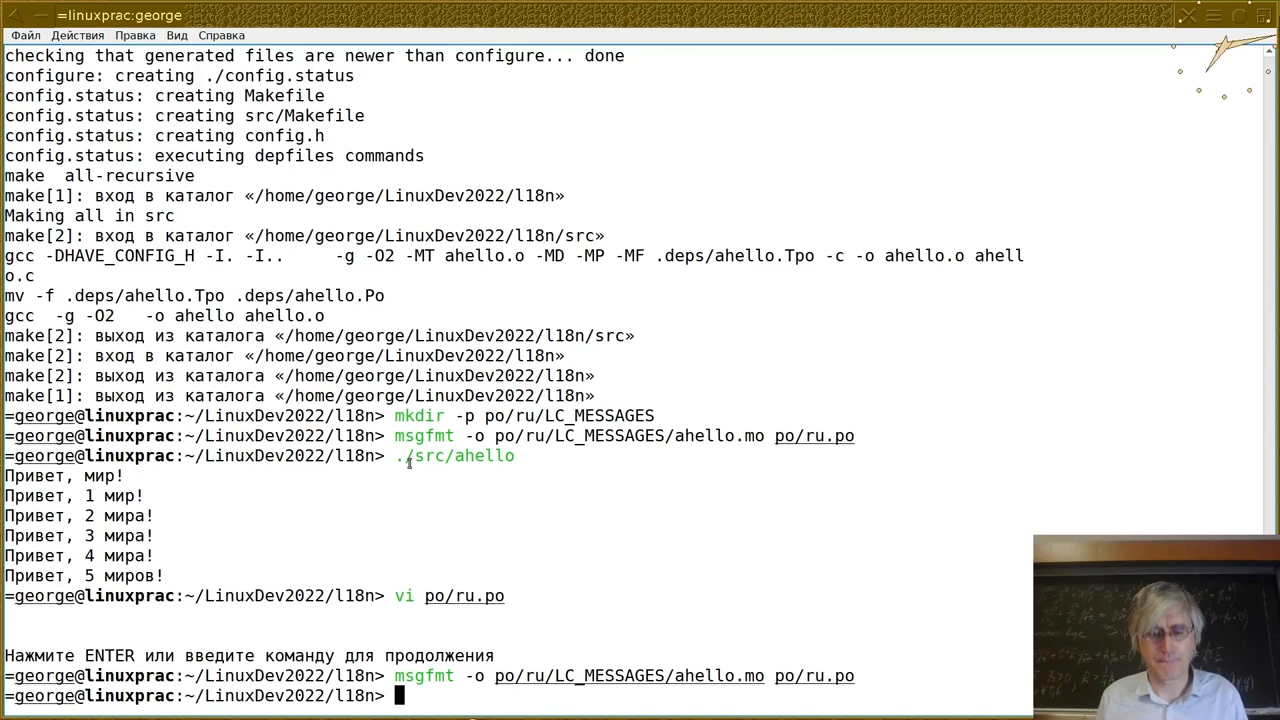 =linuxprac:george
Файл Действия Правка Вид Справка
checking that generated files are newer than configure... done
configure: creating ./config.status
config.status: creating Makefile
config.status: creating src/Makefile
config.status: creating config.h
config.status: executing depfiles commands
make  all-recursive
make[1]: вход в каталог «/home/george/LinuxDev2022/l18n»
Making all in src
make[2]: вход в каталог «/home/george/LinuxDev2022/l18n/src»
gcc -DHAVE_CONFIG_H -I. -I..     -g -O2 -MT ahello.o -MD -MP -MF .deps/ahello.Tpo -c -o ahello.o ahell
o.c
mv -f .deps/ahello.Tpo .deps/ahello.Po
gcc  -g -O2   -o ahello ahello.o
make[2]: выход из каталога «/home/george/LinuxDev2022/l18n/src»
make[2]: вход в каталог «/home/george/LinuxDev2022/l18n»
make[2]: выход из каталога «/home/george/LinuxDev2022/l18n»
make[1]: выход из каталога «/home/george/LinuxDev2022/l18n»
=george@linuxprac:~/LinuxDev2022/l18n> mkdir -p po/ru/LC_MESSAGES
=george@linuxprac:~/LinuxDev2022/l18n> msgfmt -o po/ru/LC_MESSAGES/ahello.mo po/ru.po
=george@linuxprac:~/LinuxDev2022/l18n> ./src/ahello
Привет, мир!
Привет, 1 мир!
Привет, 2 мира!
Привет, 3 мира!
Привет, 4 мира!
Привет, 5 миров!
=george@linuxprac:~/LinuxDev2022/l18n> vi po/ru.po
Нажмите ENTER или введите команду для продолжения
=george@linuxprac:~/LinuxDev2022/l18n> msgfmt -o po/ru/LC_MESSAGES/ahello.mo po/ru.po
=george@linuxprac:~/LinuxDev2022/l18n>